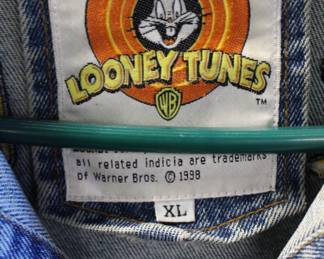 LOONEY TUNES
WB
TM
all related indicia are trademarks
of Warner Bros. © 1998
XL